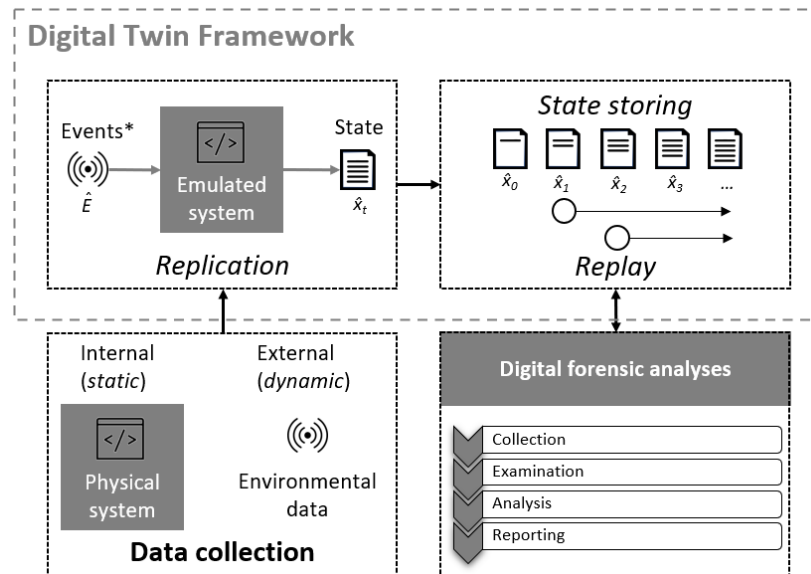 Digital Twin Framework
Events*
Ê
</>
Emulated
system
State
x̂t
Replication
State storing
x̂0
x̂1
x̂2
x̂3
...
Replay
Internal
(static)
</>
Physical
system
External
(dynamic)
Environmental
data
Data collection
Digital forensic analyses
Collection
Examination
Analysis
Reporting